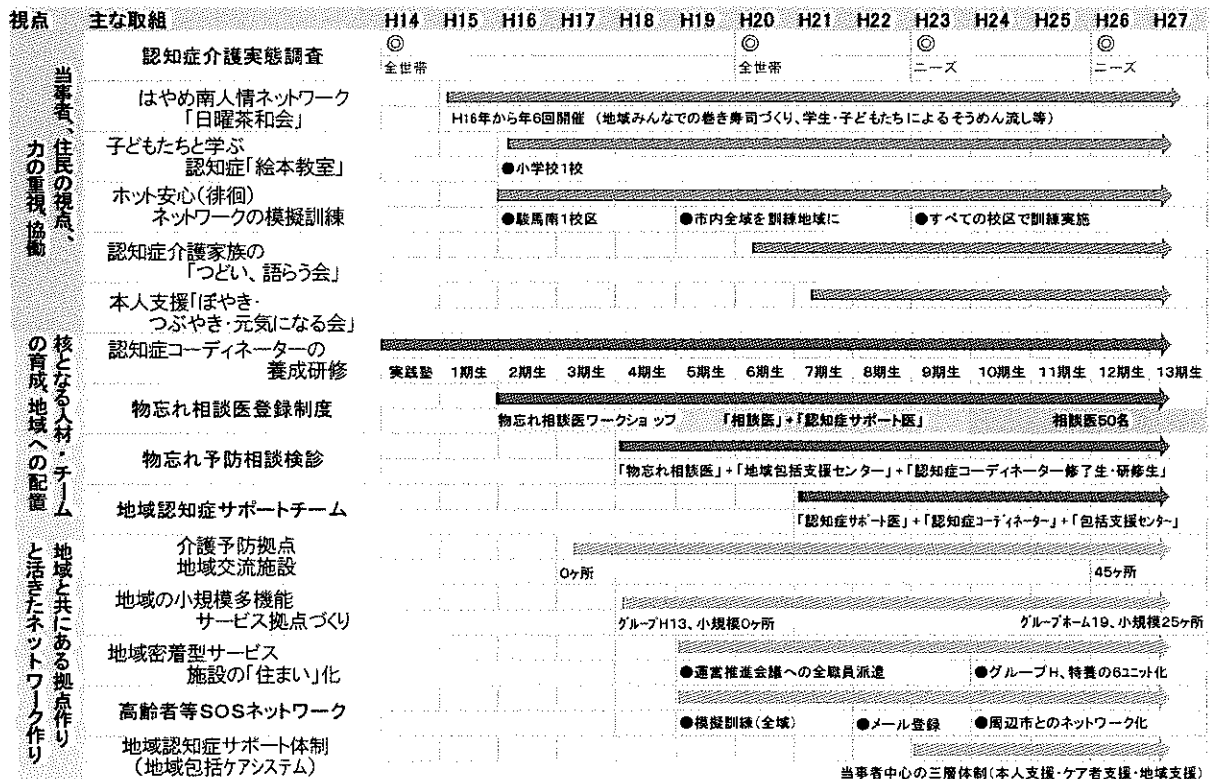 視点 主な取組 H14 H15 H16 H17 H18 H19 H20 H21 H22 H23 H24 H25 H26 H27
当事者、住民の視点、
力の重視、協働
認知症介護実態調査
◎ ◎ ◎ ◎
全世帯 全世帯 ニーズ ニーズ
はやめ南人情ネットワーク
「日曜茶和会」
H16年から年6回開催 (地域みんなでの巻き寿司づくり、学生・子どもたちによるそうめん流し等)
子どもたちと学ぶ
認知症「絵本教室」
●小学校1校
ホット安心(徘徊)
ネットワークの模擬訓練
●駿馬南1校区 ●市内全域を訓練地域に ●すべての校区で訓練実施
認知症介護家族の
「つどい、語らう会」
本人支援「ぼやき・
つぶやき・元気になる会」
核となる人材・チーム
の育成、地域への配置
認知症コーディネーターの
養成研修
実践塾 1期生 2期生 3期生 4期生 5期生 6期生 7期生 8期生 9期生 10期生 11期生 12期生 13期生
物忘れ相談医登録制度
物忘れ相談医ワークショップ 「相談医」+「認知症サポート医」 相談医50名
物忘れ予防相談検診
「物忘れ相談医」+「地域包括支援センター」+「認知症コーディネーター修了生・研修生」
地域認知症サポートチーム
「認知症サポート医」+「認知症コーディネーター」+「包括支援センター」
地域と共にある拠点作り
と活きたネットワーク作り
介護予防拠点
地域交流施設
0ヶ所 45ヶ所
地域の小規模多機能
サービス拠点づくり
グループH13、小規模0ヶ所 グループホーム19、小規模25ヶ所
地域密着型サービス
施設の「住まい」化
●運営推進会議への全職員派遣 ●グループH、特養の6ユニット化
高齢者等SOSネットワーク
●模擬訓練(全域) ●メール登録 ●周辺市とのネットワーク化
地域認知症サポート体制
(地域包括ケアシステム)
当事者中心の三層体制(本人支援・ケア者支援・地域支援)